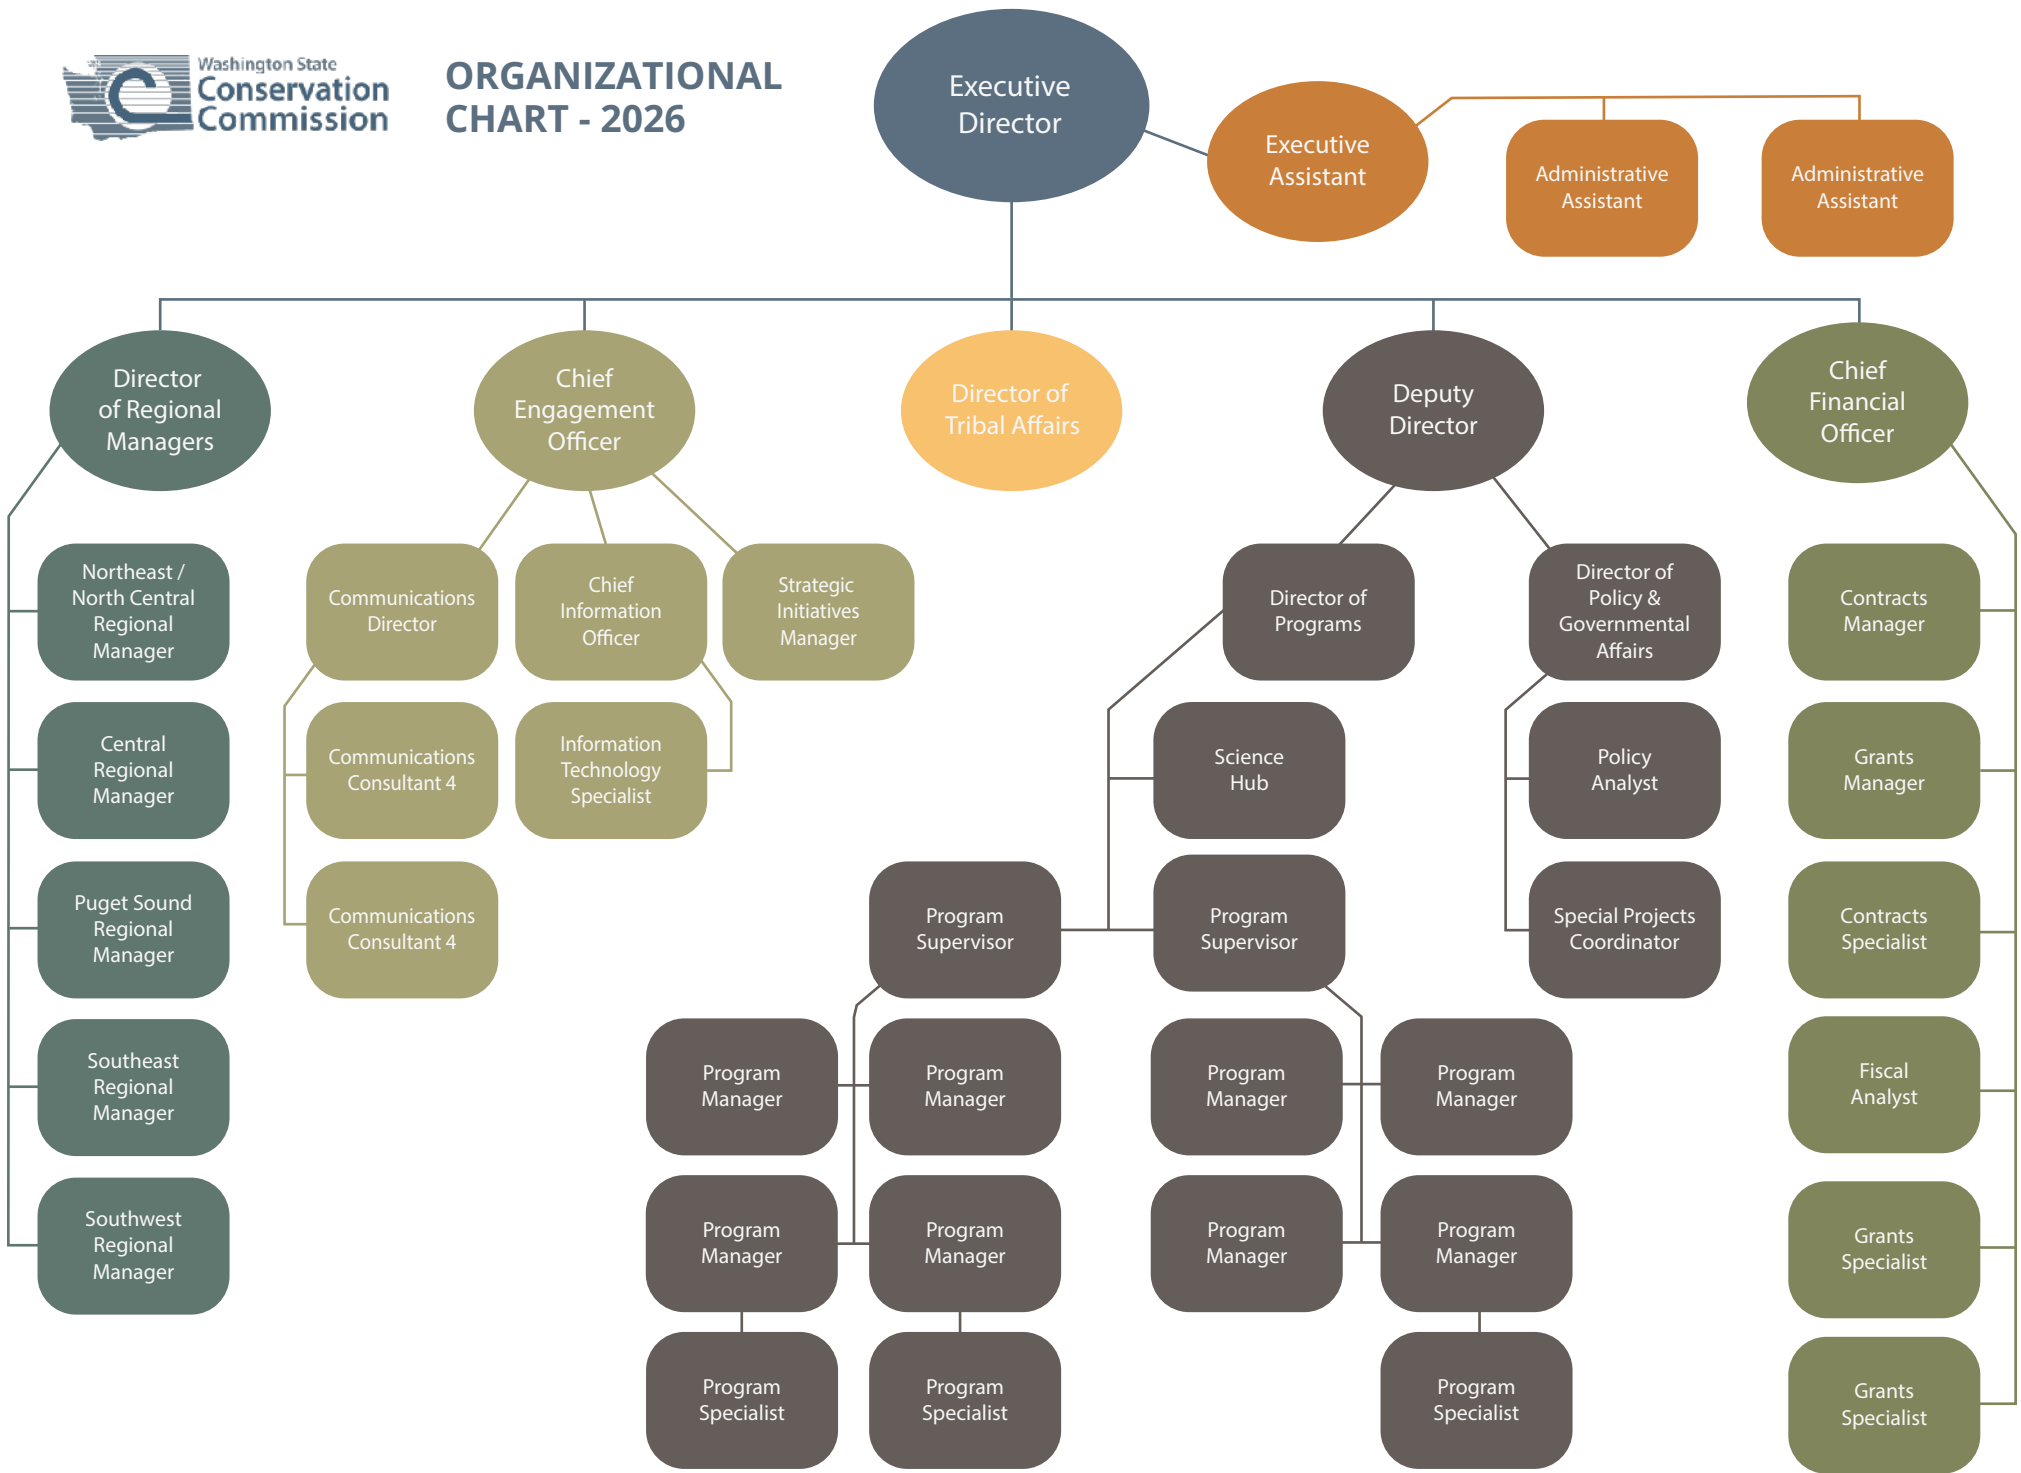 Washington State
Conservation
Commission
ORGANIZATIONAL
CHART - 2026
Executive
Director
Executive
Assistant
Administrative
Assistant
Administrative
Assistant
Director
of Regional
Managers
Chief
Engagement
Officer
Director of
Tribal Affairs
Deputy
Director
Chief
Financial
Officer
Northeast /
North Central
Regional
Manager
Communications
Director
Chief
Information
Officer
Strategic
Initiatives
Manager
Director of
Programs
Director of
Policy &
Governmental
Affairs
Contracts
Manager
Central
Regional
Manager
Communications
Consultant 4
Information
Technology
Specialist
Science
Hub
Policy
Analyst
Grants
Manager
Puget Sound
Regional
Manager
Communications
Consultant 4
Program
Supervisor
Program
Supervisor
Special Projects
Coordinator
Contracts
Specialist
Southeast
Regional
Manager
Program
Manager
Program
Manager
Program
Manager
Program
Manager
Fiscal
Analyst
Southwest
Regional
Manager
Program
Manager
Program
Manager
Program
Manager
Program
Manager
Grants
Specialist
Program
Specialist
Program
Specialist
Program
Specialist
Grants
Specialist